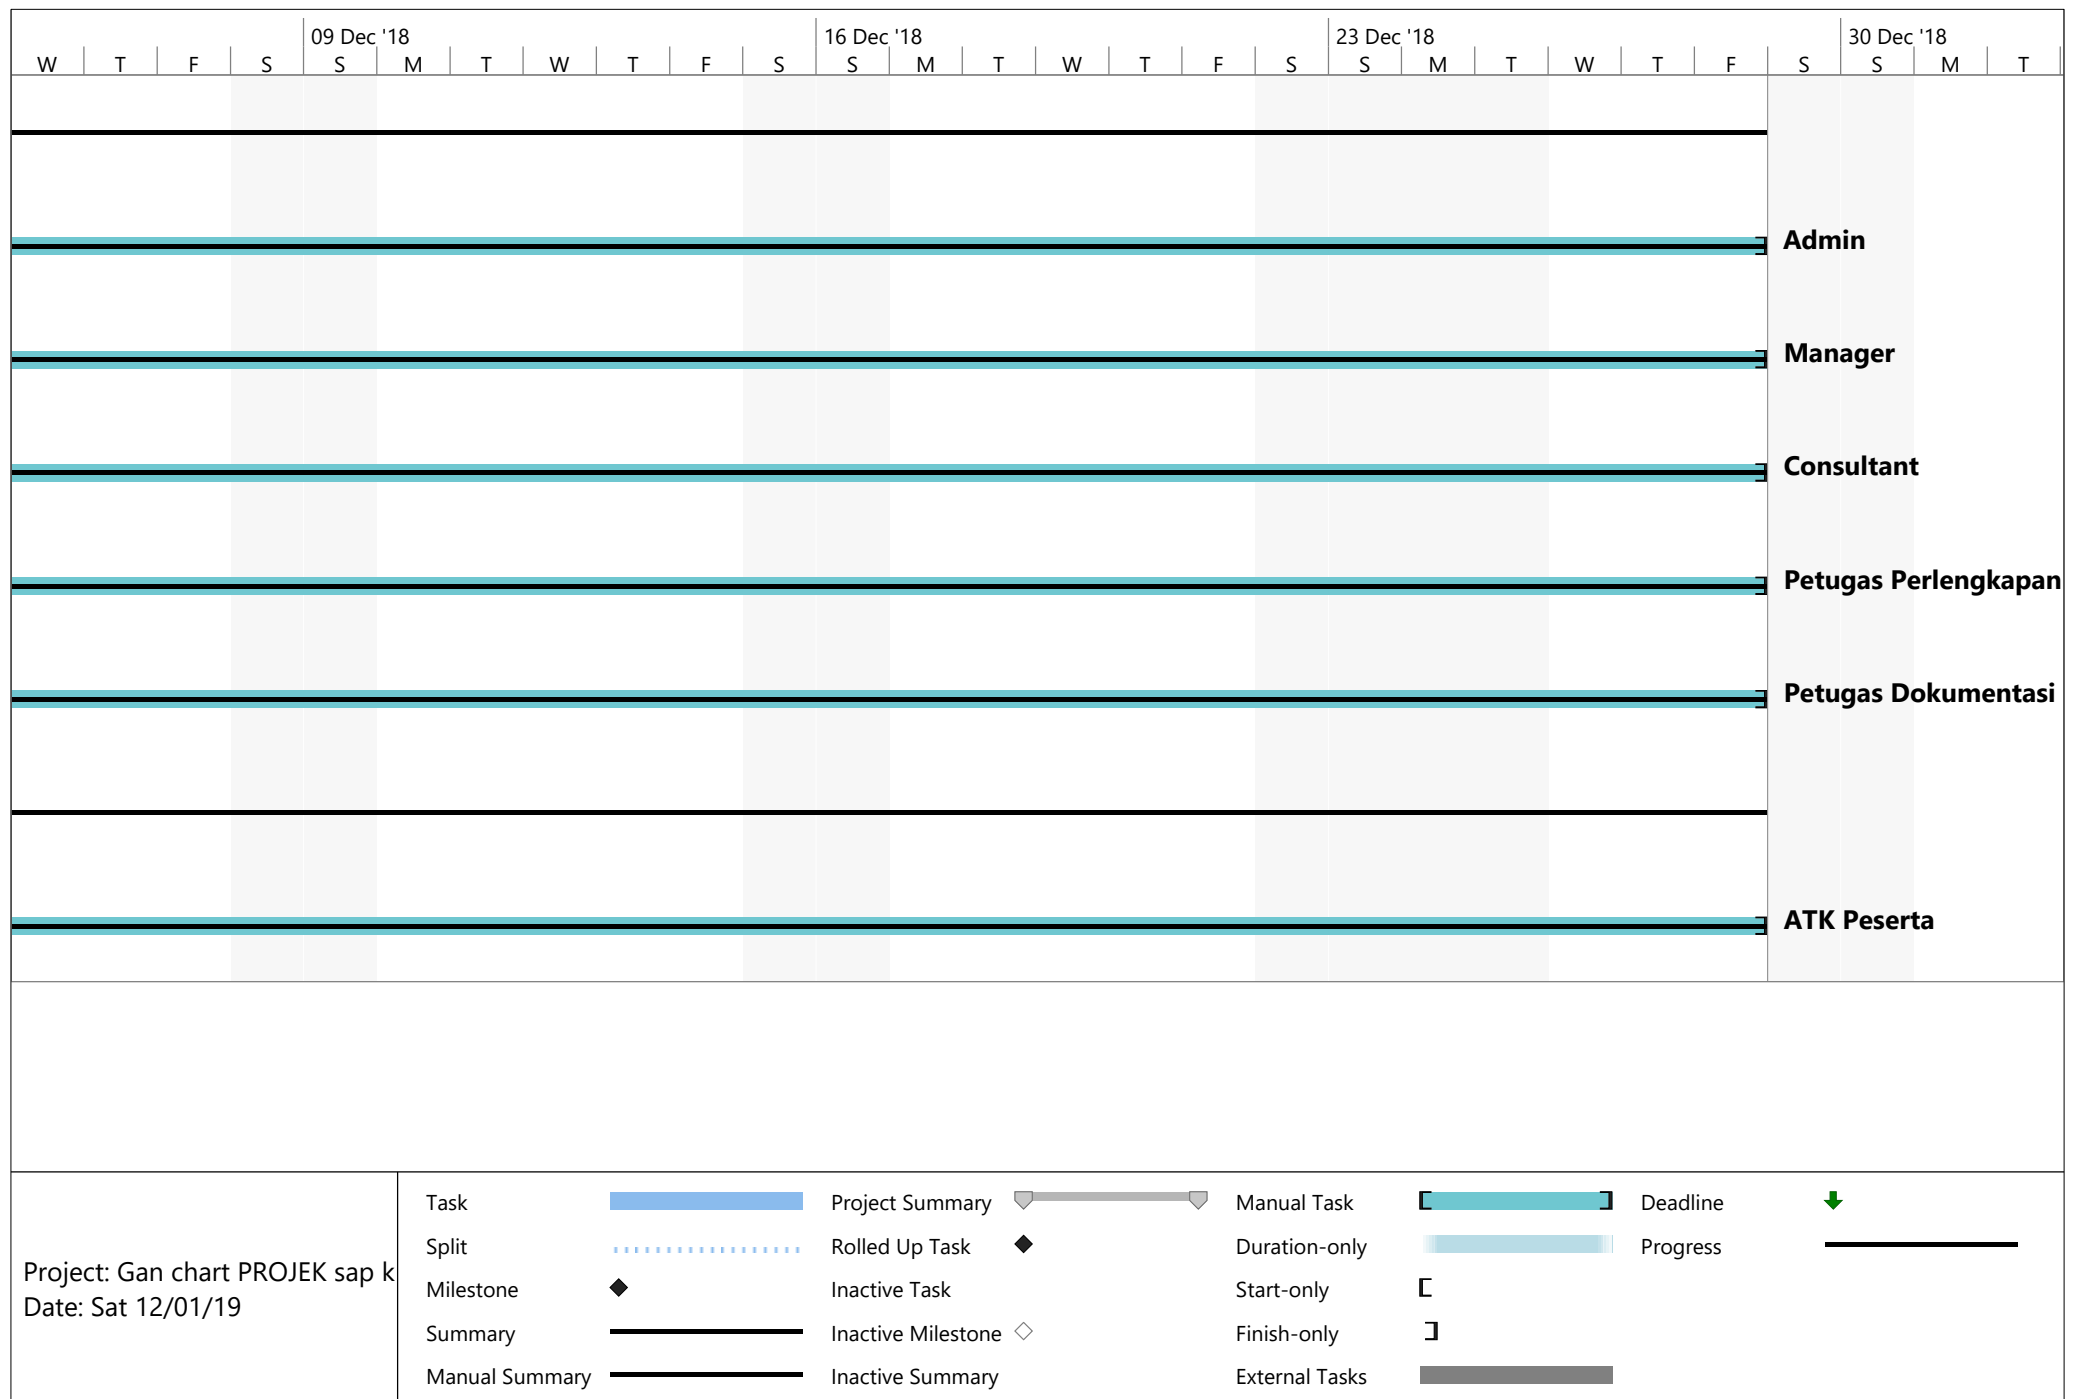 09 Dec '18 16 Dec '18 23 Dec '18 30 Dec '18
W T F S S M T W T F S S M T W T F S S M T W T F S S M T
Admin
Manager
Consultant
Petugas Perlengkapan
Petugas Dokumentasi
ATK Peserta
Project: Gan chart PROJEK sap k
Date: Sat 12/01/19
Task
Split
Milestone
Summary
Manual Summary
Project Summary
Rolled Up Task
Inactive Task
Inactive Milestone
Inactive Summary
Manual Task
Duration-only
Start-only
Finish-only
External Tasks
Deadline
Progress